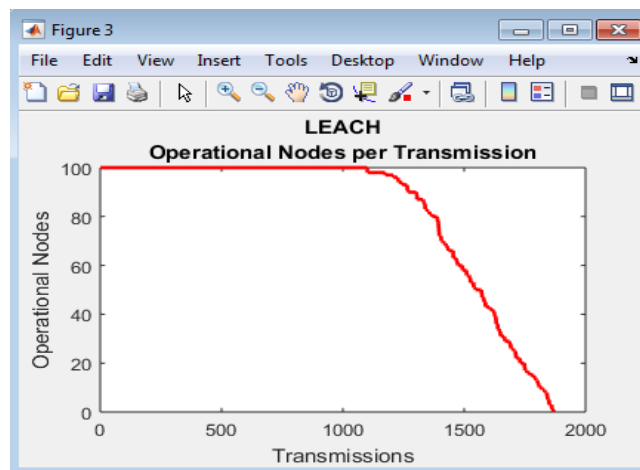 Figure 3
File Edit View Insert Tools Desktop Window Help
LEACH
Operational Nodes per Transmission
100
80
60
40
20
0
Operational Nodes
0 500 1000 1500 2000
Transmissions